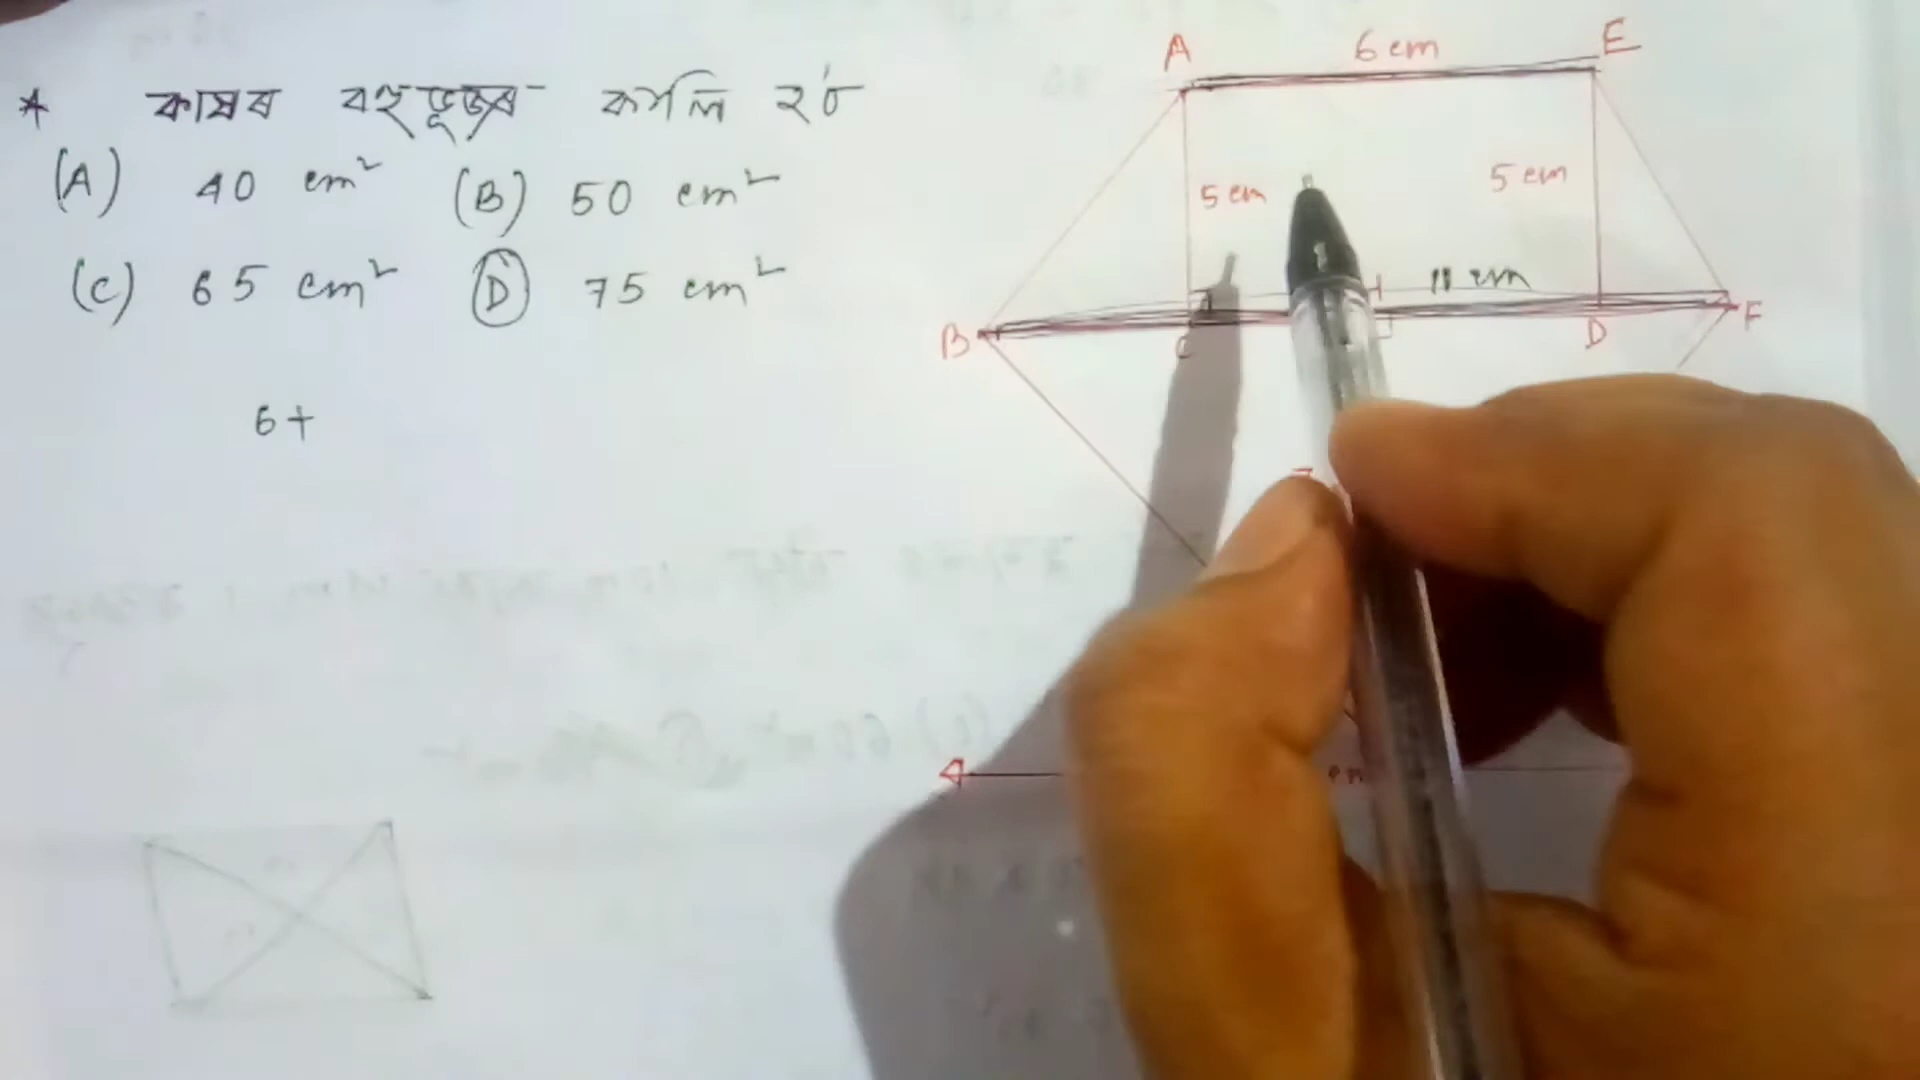 * কাষৰ বহুভুজৰ কালি হ'ব
(A) 40 cm² (B) 50 cm²
(C) 65 cm² (D) 75 cm²
6+
A 6 cm E
5 cm 5 cm
11 cm
B C D F